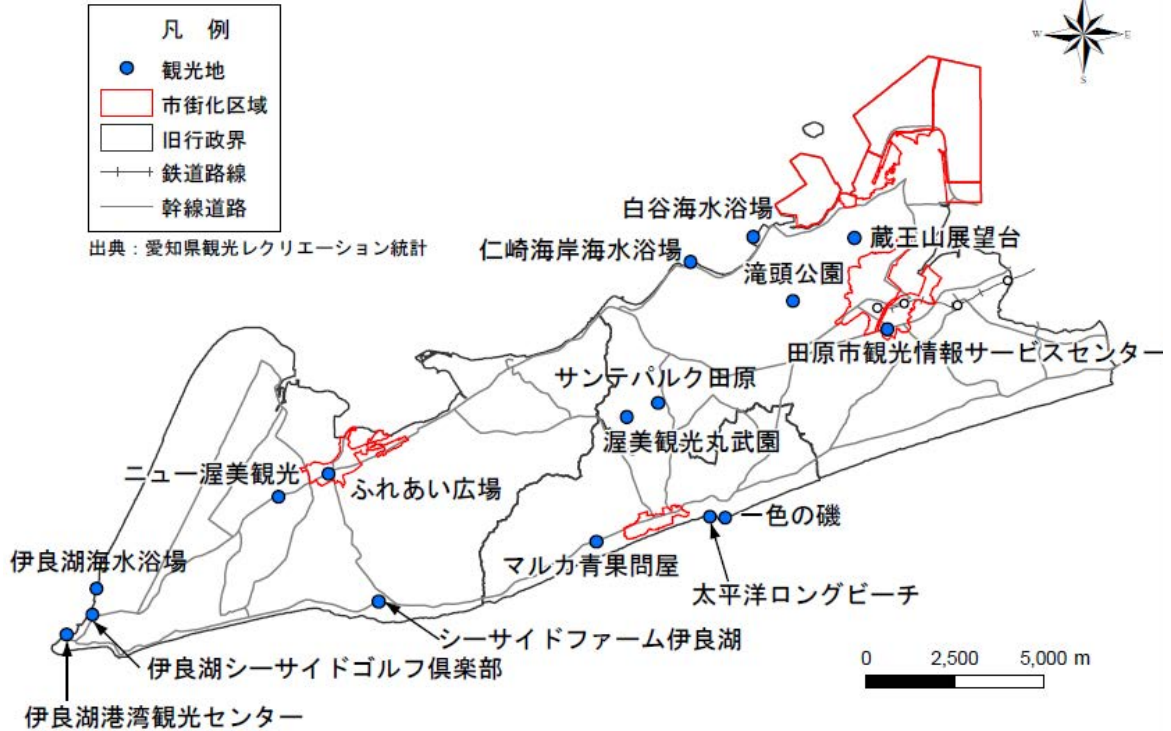 凡 例
観光地
市街化区域
旧行政界
鉄道路線
幹線道路
出典：愛知県観光レクリエーション統計
W
E
S
白谷海水浴場
蔵王山展望台
仁崎海岸海水浴場
滝頭公園
田原市観光情報サービスセンター
サンテパルク田原
渥美観光丸武園
ニュー渥美観光
ふれあい広場
一色の磯
伊良湖海水浴場
マルカ青果問屋
太平洋ロングビーチ
シーサイドファーム伊良湖
伊良湖シーサイドゴルフ倶楽部
0 2,500 5,000 m
伊良湖港湾観光センター